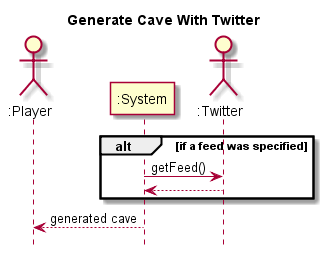 Generate Cave With Twitter
:Player
:System
:Twitter
alt [if a feed was specified]
getFeed()
generated cave